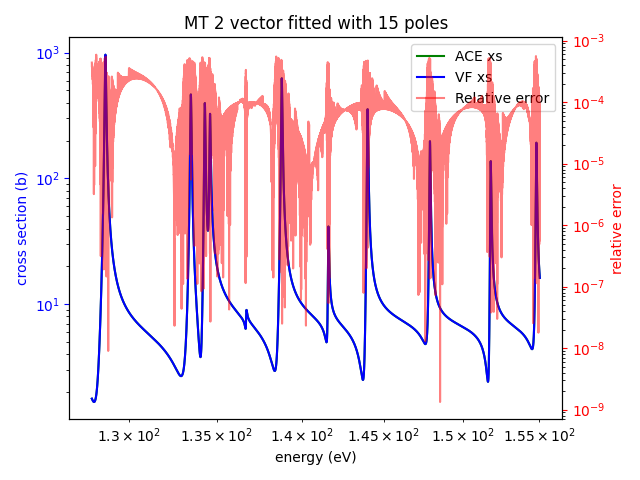 MT 2 vector fitted with 15 poles
ACE xs
VF xs
Relative error
cross section (b)
10³
10²
10¹
relative error
10⁻³
10⁻⁴
10⁻⁵
10⁻⁶
10⁻⁷
10⁻⁸
10⁻⁹
1.3 × 10² 1.35 × 10² 1.4 × 10² 1.45 × 10² 1.5 × 10² 1.55 × 10²
energy (eV)